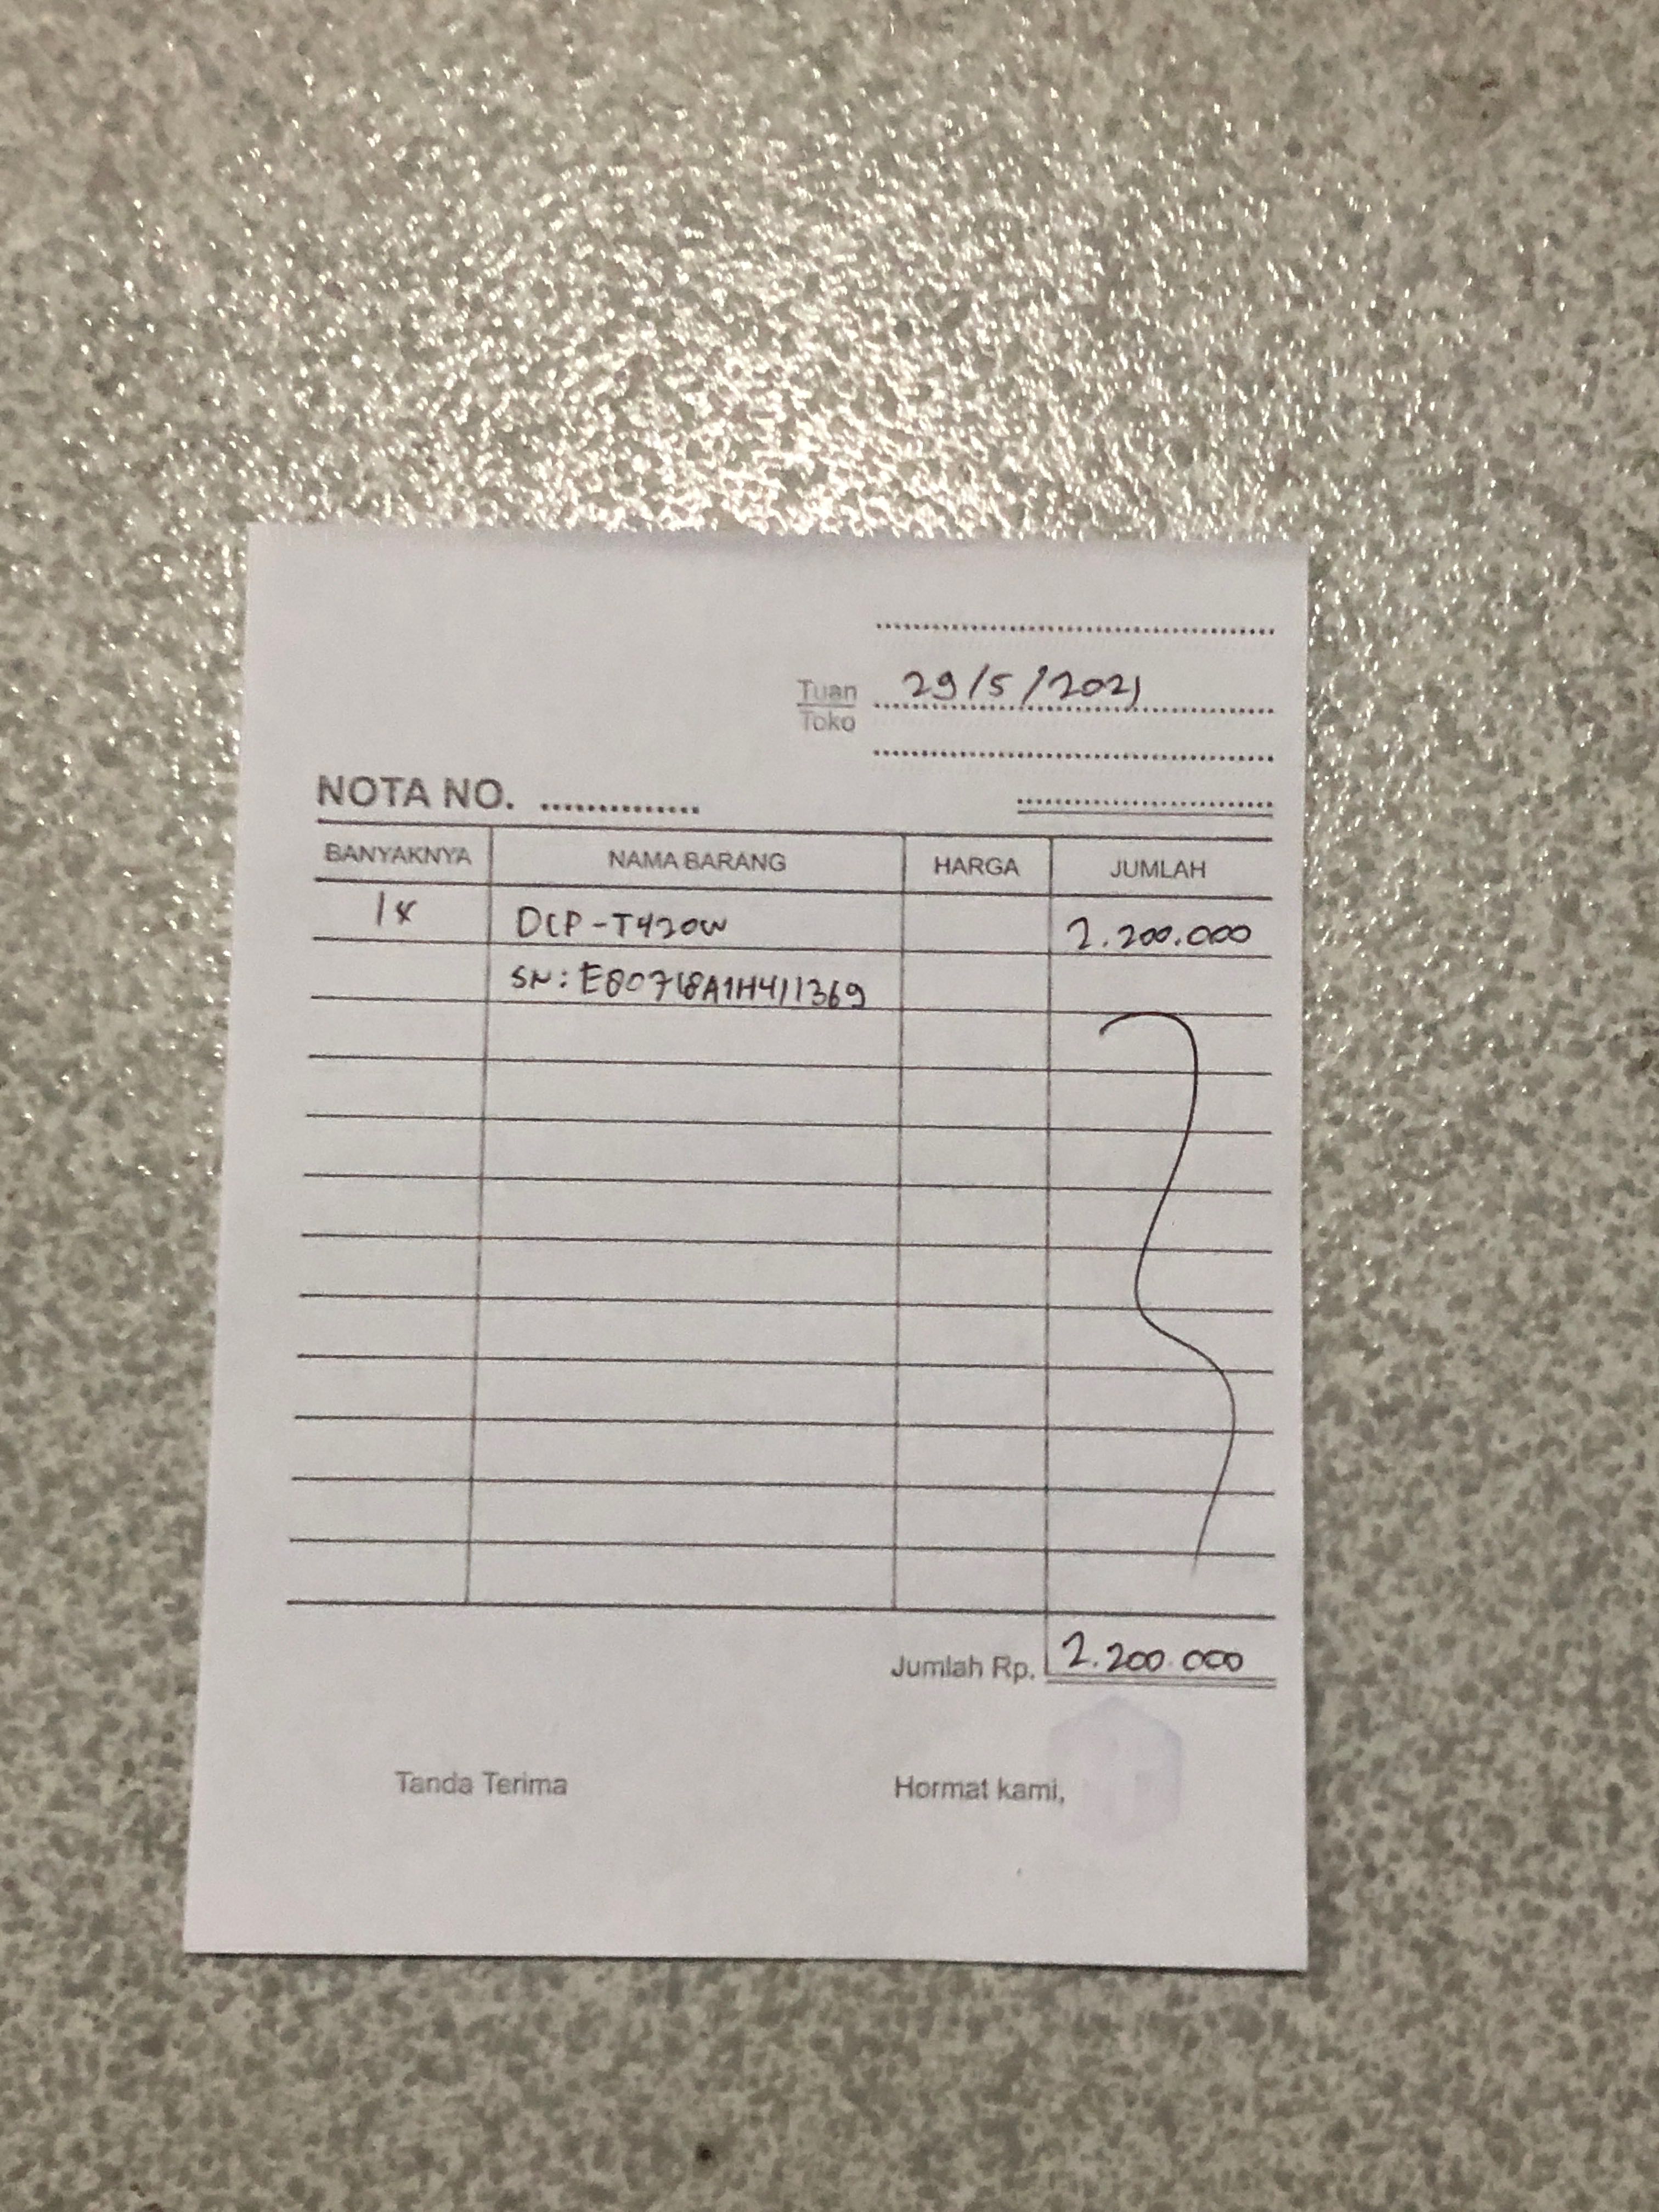 Tuan 29/5/2021
Toko
NOTA NO. ..............
BANYAKNYA NAMA BARANG HARGA JUMLAH
1x DCP-T420W 2.200.000
SN: E80718A1H411369
Jumlah Rp. 2.200.000
Tanda Terima Hormat kami,